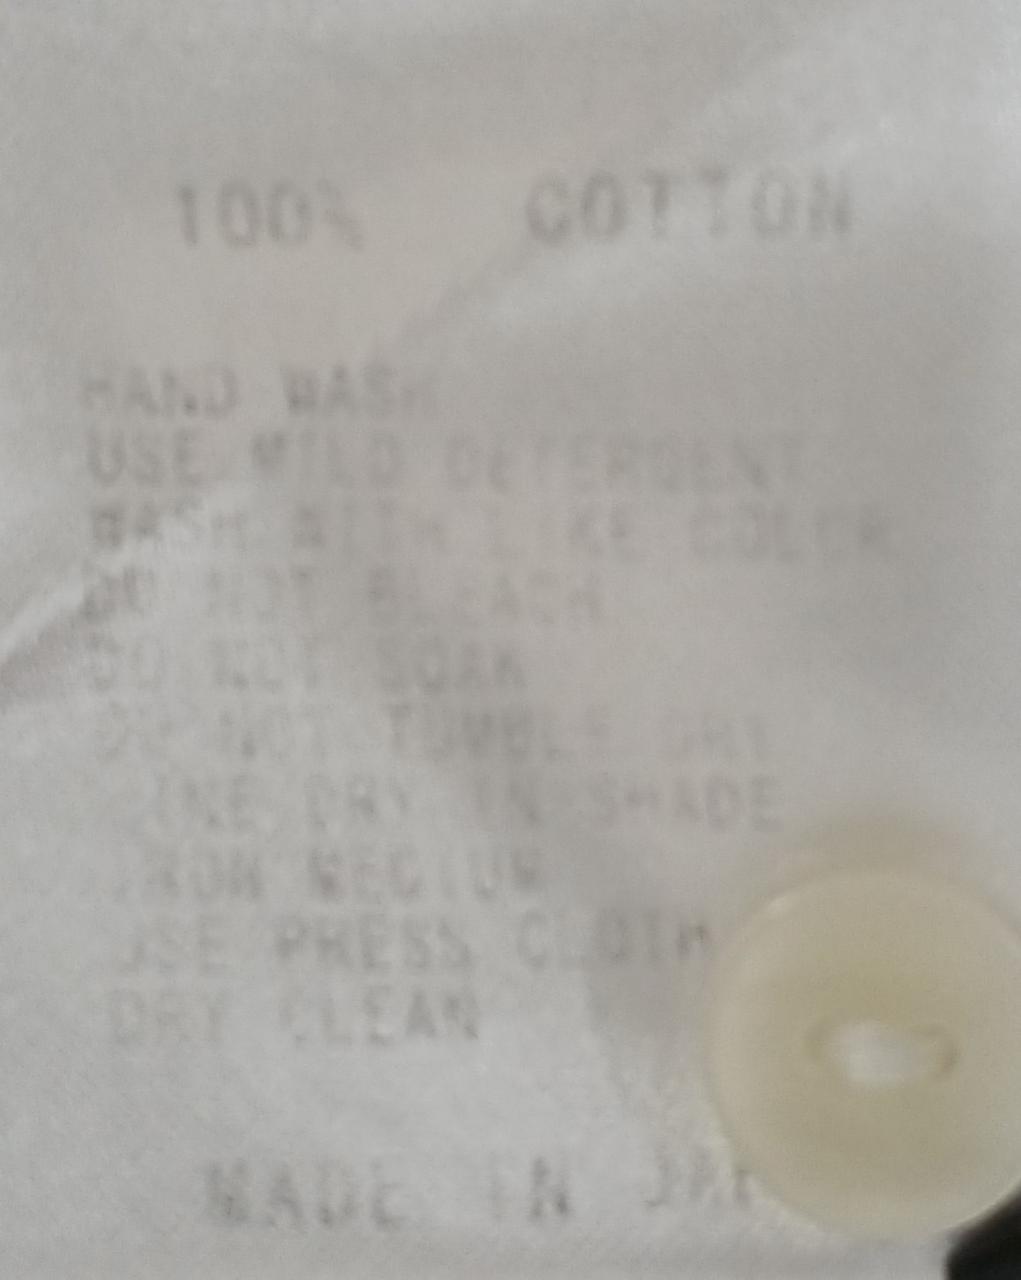 100% COTTON
HAND WASH
USE MILD DETERGENT
WASH WITH LIKE COLOR
DO NOT BLEACH
DO NOT SOAK
DO NOT TUMBLE DRY
LINE DRY IN SHADE
IRON MEDIUM
USE PRESS CLOTH
DRY CLEAN
MADE IN